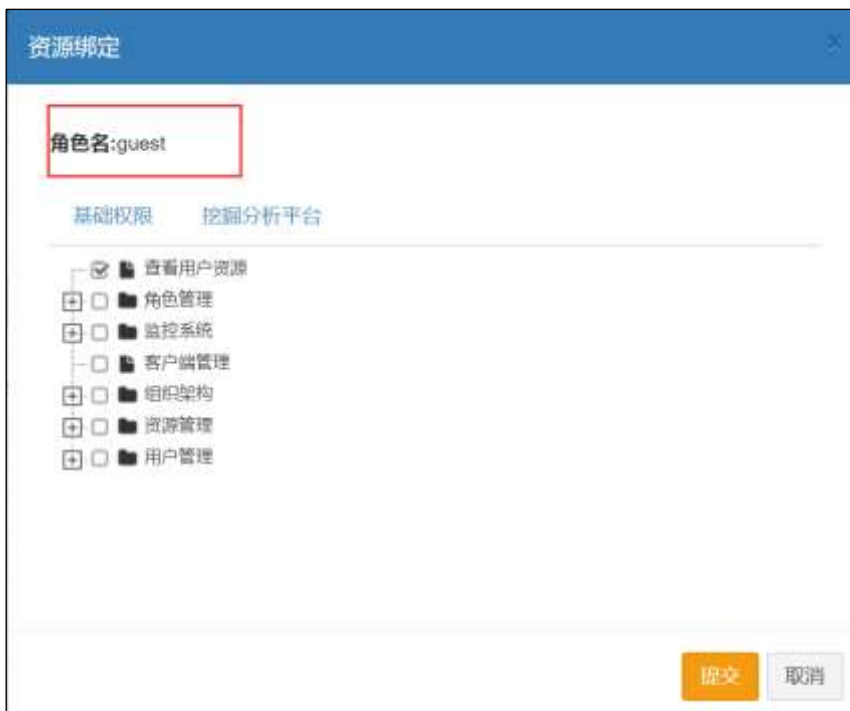 资源绑定
角色名:guest
基础权限 挖掘分析平台
查看用户资源
角色管理
监控系统
客户端管理
组织架构
资源管理
用户管理
提交 取消